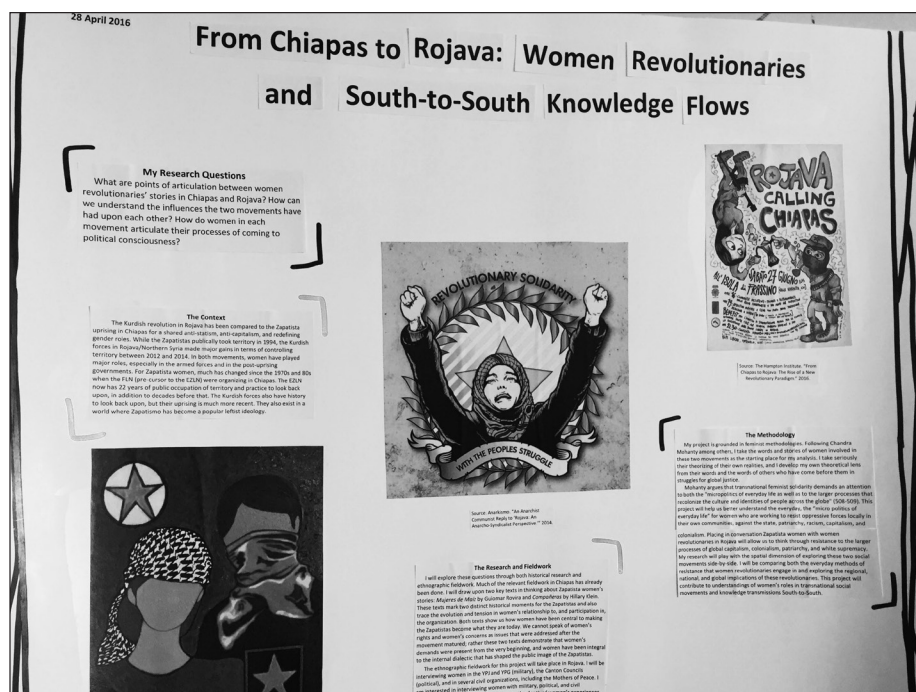 28 April 2016
From Chiapas to Rojava: Women Revolutionaries
and South-to-South Knowledge Flows
My Research Questions
What are points of articulation between women
revolutionaries' stories in Chiapas and Rojava? How can
we understand the influences the two movements have
had upon each other? How do women in each
movement articulate their processes of coming to
political consciousness?
The Context
The Kurdish revolution in Rojava has been compared to the Zapatista
uprising in Chiapas for a shared anti-statism, anti-capitalism, and redefining
gender roles. While the Zapatistas publically took territory in 1994, the Kurdish
forces in Rojava/Northern Syria made major gains in terms of controlling
territory between 2012 and 2014. In both movements, women have played
major roles, especially in the armed forces and in the post-uprising
governments. For Zapatista women, much has changed since the 1970s and 80s
when the FLN (pre-cursor to the EZLN) were organizing in Chiapas. The EZLN
now has 22 years of public occupation of territory and practice to look back
upon, in addition to decades before that. The Kurdish forces also have history
to look back upon, but their uprising is much more recent. They also exist in a
world where Zapatismo has become a popular leftist ideology.
REVOLUTIONARY SOLIDARITY
WITH THE PEOPLES STRUGGLE
Source: Anarkismo. "An Anarchist
Communist Reply to 'Rojava: An
Anarcho-Syndicalist Perspective.'" 2014.
The Research and Fieldwork
I will explore these questions through both historical research and
ethnographic fieldwork. Much of the relevant fieldwork in Chiapas has already
been done. I will draw upon two key texts in thinking about Zapatista women's
stories: Mujeres de Maíz by Guiomar Rovira and Compañeras by Hillary Klein.
These texts mark two distinct historical moments for the Zapatistas and also
trace the evolution and tension in women's relationship to, and participation in,
the organization. Both texts show us how women have been central to making
the Zapatistas become what they are today. We cannot speak of women's
rights and women's concerns as issues that were addressed after the
movement matured; rather these two texts demonstrate that women's
demands were present from the very beginning, and women have been integral
to the internal dialectic that has shaped the public image of the Zapatistas.
The ethnographic fieldwork for this project will take place in Rojava. I will be
interviewing women in the YPJ and YPG (military), the Canton Councils
(political), and in several civil organizations, including the Mothers of Peace. I
am interested in interviewing women with military, political, and civil
ROJAVA
CALLING
CHIAPAS
SABATO 27 GIUGNO
ALL'ISOLA DEL FRASSINO
Source: The Hampton Institute, "From
Chiapas to Rojava: The Rise of a New
Revolutionary Paradigm." 2016.
The Methodology
My project is grounded in feminist methodologies. Following Chandra
Mohanty among others, I take the words and stories of women involved in
these two movements as the starting place for my analysis. I take seriously
their theorizing of their own realities, and I develop my own theoretical lens
from their words and the words of others who have come before them in
struggles for global justice.
Mohanty argues that transnational feminist solidarity demands an attention
to both the "micropolitics of everyday life as well as to the larger processes that
recolonize the culture and identities of people across the globe" (508-509). This
project will help us better understand the everyday, the "micro politics of
everyday life" for women who are working to resist oppressive forces locally in
their own communities, against the state, patriarchy, racism, capitalism, and
colonialism. Placing in conversation Zapatista women with women
revolutionaries in Rojava will allow us to think through resistance to the larger
processes of global capitalism, colonialism, patriarchy, and white supremacy.
My research will play with the spatial dimension of exploring these two social
movements side-by-side. I will be comparing both the everyday methods of
resistance that women revolutionaries engage in and exploring the regional,
national, and global implications of these revolutionaries. This project will
contribute to understandings of women's roles in transnational social
movements and knowledge transmissions South-to-South.